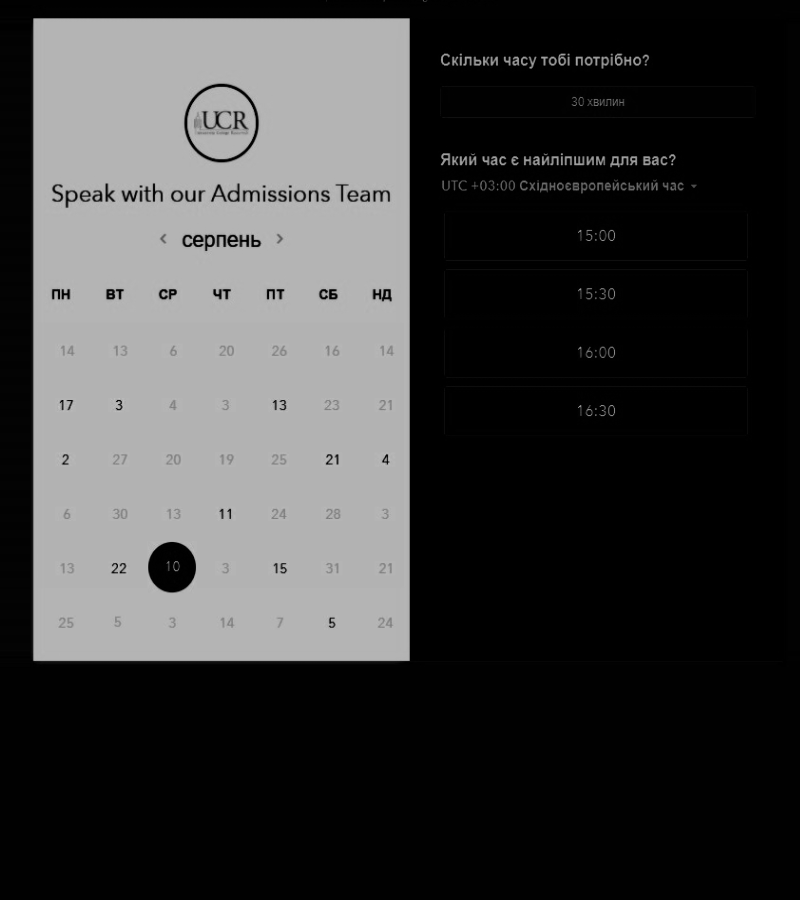 UCR
Speak with our Admissions Team
серпень
ПН ВТ СР ЧТ ПТ СБ НД
14 13 6 20 26 16 14
17 3 4 3 13 23 21
2 27 20 19 25 21 4
6 30 13 11 24 28 3
13 22 10 3 15 31 21
25 5 3 14 7 5 24
Скільки часу тобі потрібно?
30 хвилин
Який час є найліпшим для вас?
UTC +03:00 Східноєвропейський час
15:00
15:30
16:00
16:30